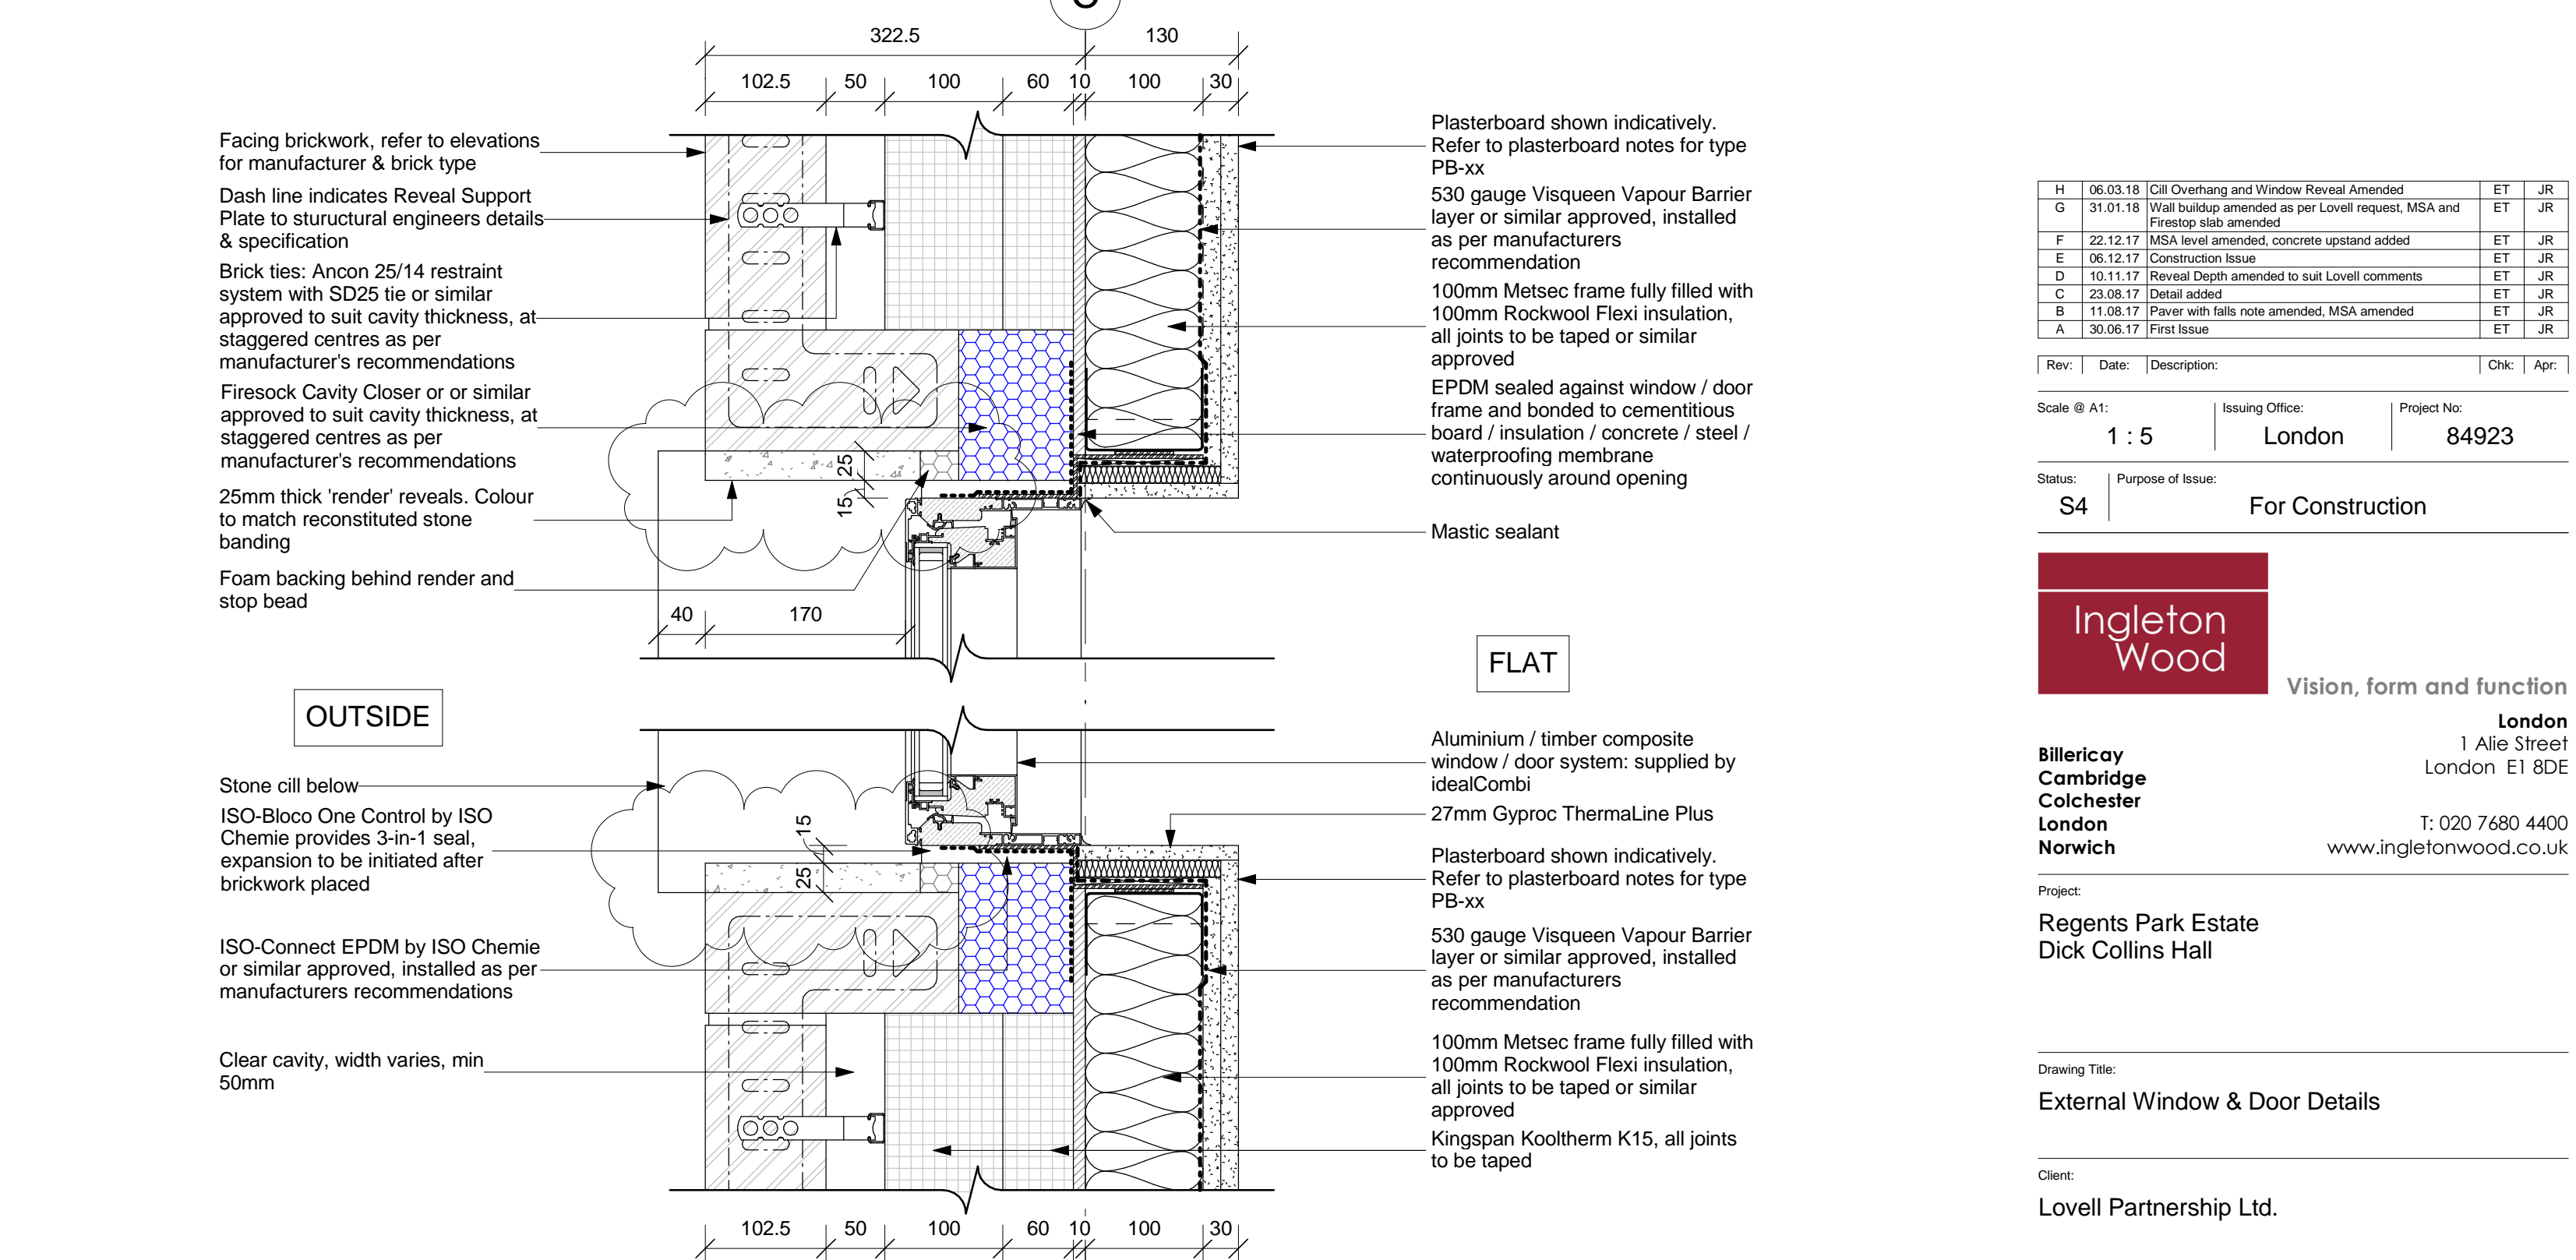 322.5
130
102.5
50
100
60
10
100
30
Facing brickwork, refer to elevations
for manufacturer & brick type
Dash line indicates Reveal Support
Plate to stuructural engineers details
& specification
Brick ties: Ancon 25/14 restraint
system with SD25 tie or similar
approved to suit cavity thickness, at
staggered centres as per
manufacturer's recommendations
Firesock Cavity Closer or or similar
approved to suit cavity thickness, at
staggered centres as per
manufacturer's recommendations
25mm thick 'render' reveals. Colour
to match reconstituted stone
banding
Foam backing behind render and
stop bead
25
15
40
170
Plasterboard shown indicatively.
Refer to plasterboard notes for type
PB-xx
530 gauge Visqueen Vapour Barrier
layer or similar approved, installed
as per manufacturers
recommendation
100mm Metsec frame fully filled with
100mm Rockwool Flexi insulation,
all joints to be taped or similar
approved
EPDM sealed against window / door
frame and bonded to cementitious
board / insulation / concrete / steel /
waterproofing membrane
continuously around opening
Mastic sealant
FLAT
OUTSIDE
Stone cill below
ISO-Bloco One Control by ISO
Chemie provides 3-in-1 seal,
expansion to be initiated after
brickwork placed
ISO-Connect EPDM by ISO Chemie
or similar approved, installed as per
manufacturers recommendations
Clear cavity, width varies, min
50mm
15
25
Aluminium / timber composite
window / door system: supplied by
idealCombi
27mm Gyproc ThermaLine Plus
Plasterboard shown indicatively.
Refer to plasterboard notes for type
PB-xx
530 gauge Visqueen Vapour Barrier
layer or similar approved, installed
as per manufacturers
recommendation
100mm Metsec frame fully filled with
100mm Rockwool Flexi insulation,
all joints to be taped or similar
approved
Kingspan Kooltherm K15, all joints
to be taped
102.5
50
100
60
10
100
30
H 06.03.18 Cill Overhang and Window Reveal Amended ET JR
G 31.01.18 Wall buildup amended as per Lovell request, MSA and ET JR
Firestop slab amended
F 22.12.17 MSA level amended, concrete upstand added ET JR
E 06.12.17 Construction Issue ET JR
D 10.11.17 Reveal Depth amended to suit Lovell comments ET JR
C 23.08.17 Detail added ET JR
B 11.08.17 Paver with falls note amended, MSA amended ET JR
A 30.06.17 First Issue ET JR
Rev: Date: Description: Chk: Apr:
Scale @ A1: Issuing Office: Project No:
1 : 5 London 84923
Status: Purpose of Issue:
S4 For Construction
Ingleton
Wood
Vision, form and function
London
1 Alie Street
London E1 8DE
T: 020 7680 4400
www.ingletonwood.co.uk
Billericay
Cambridge
Colchester
London
Norwich
Project:
Regents Park Estate
Dick Collins Hall
Drawing Title:
External Window & Door Details
Client:
Lovell Partnership Ltd.